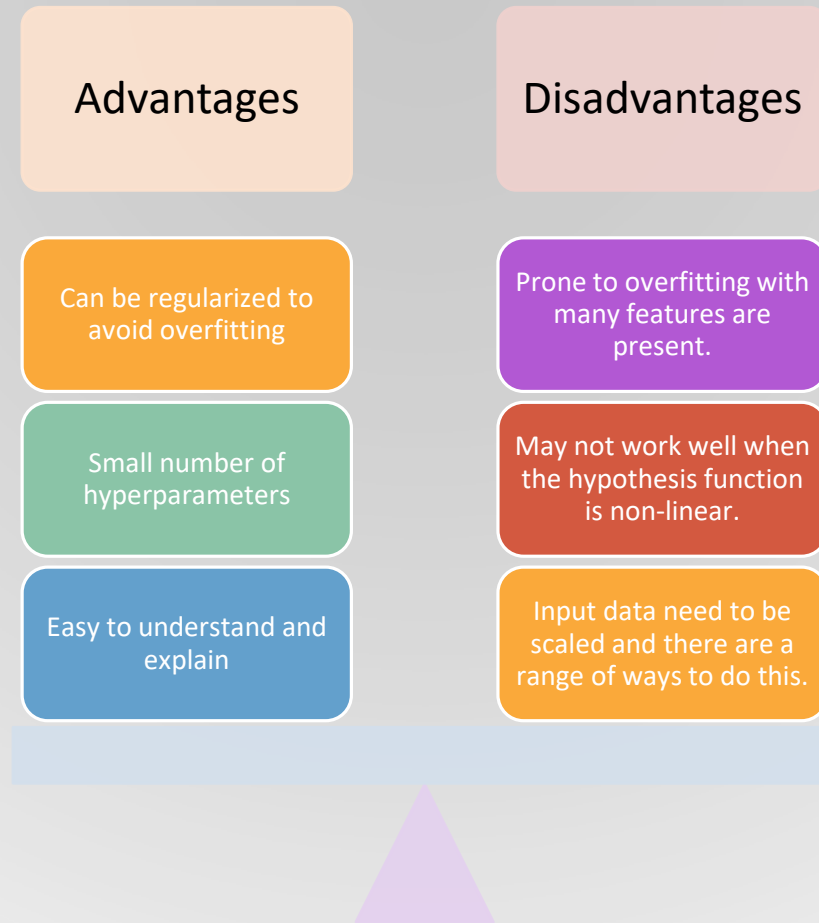 Advantages
Disadvantages
Can be regularized to
avoid overfitting
Small number of
hyperparameters
Easy to understand and
explain
Prone to overfitting with
many features are
present.
May not work well when
the hypothesis function
is non-linear.
Input data need to be
scaled and there are a
range of ways to do this.